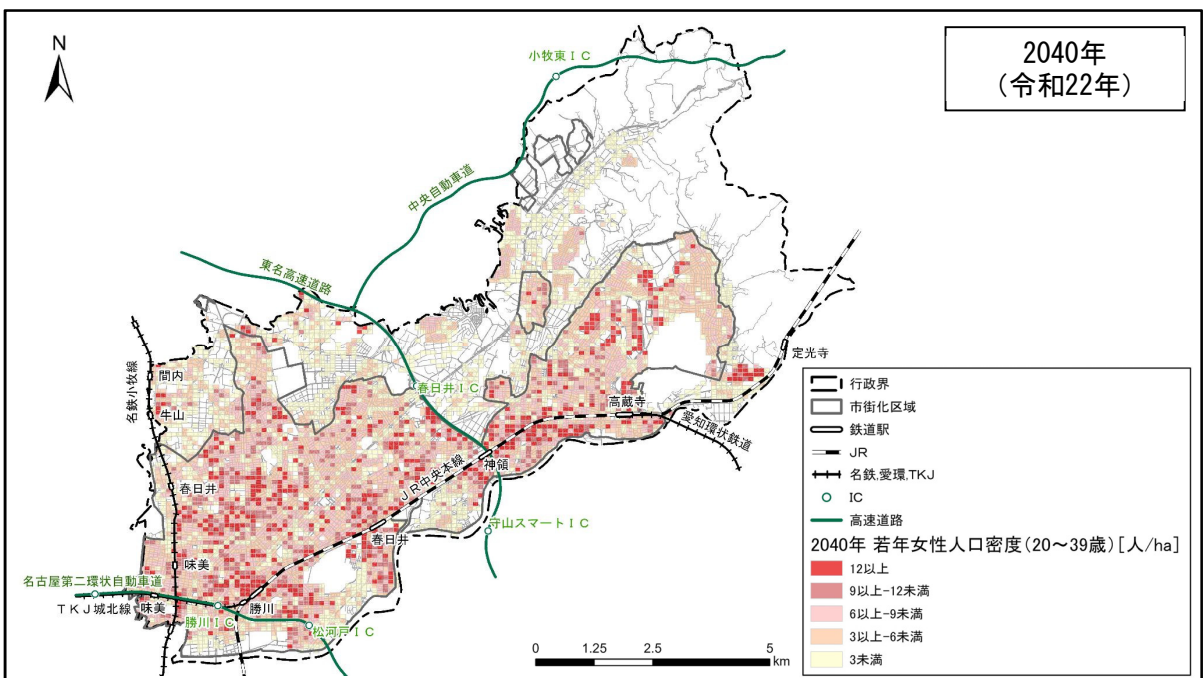 N
2040年
（令和22年）
小牧東ＩＣ
中央自動車道
東名高速道路
名鉄小牧線
間内
牛山
春日井ＩＣ
定光寺
高蔵寺
愛知環状鉄道
神領
ＪＲ中央本線
春日井
守山スマートＩＣ
春日井
味美
名古屋第二環状自動車道
ＴＫＪ城北線
味美
勝川
勝川ＩＣ
松河戸ＩＣ
0 1.25 2.5 5
km
行政界
市街化区域
鉄道駅
JR
名鉄,愛環,TKJ
IC
高速道路
2040年 若年女性人口密度(20～39歳)[人/ha]
12以上
9以上-12未満
6以上-9未満
3以上-6未満
3未満